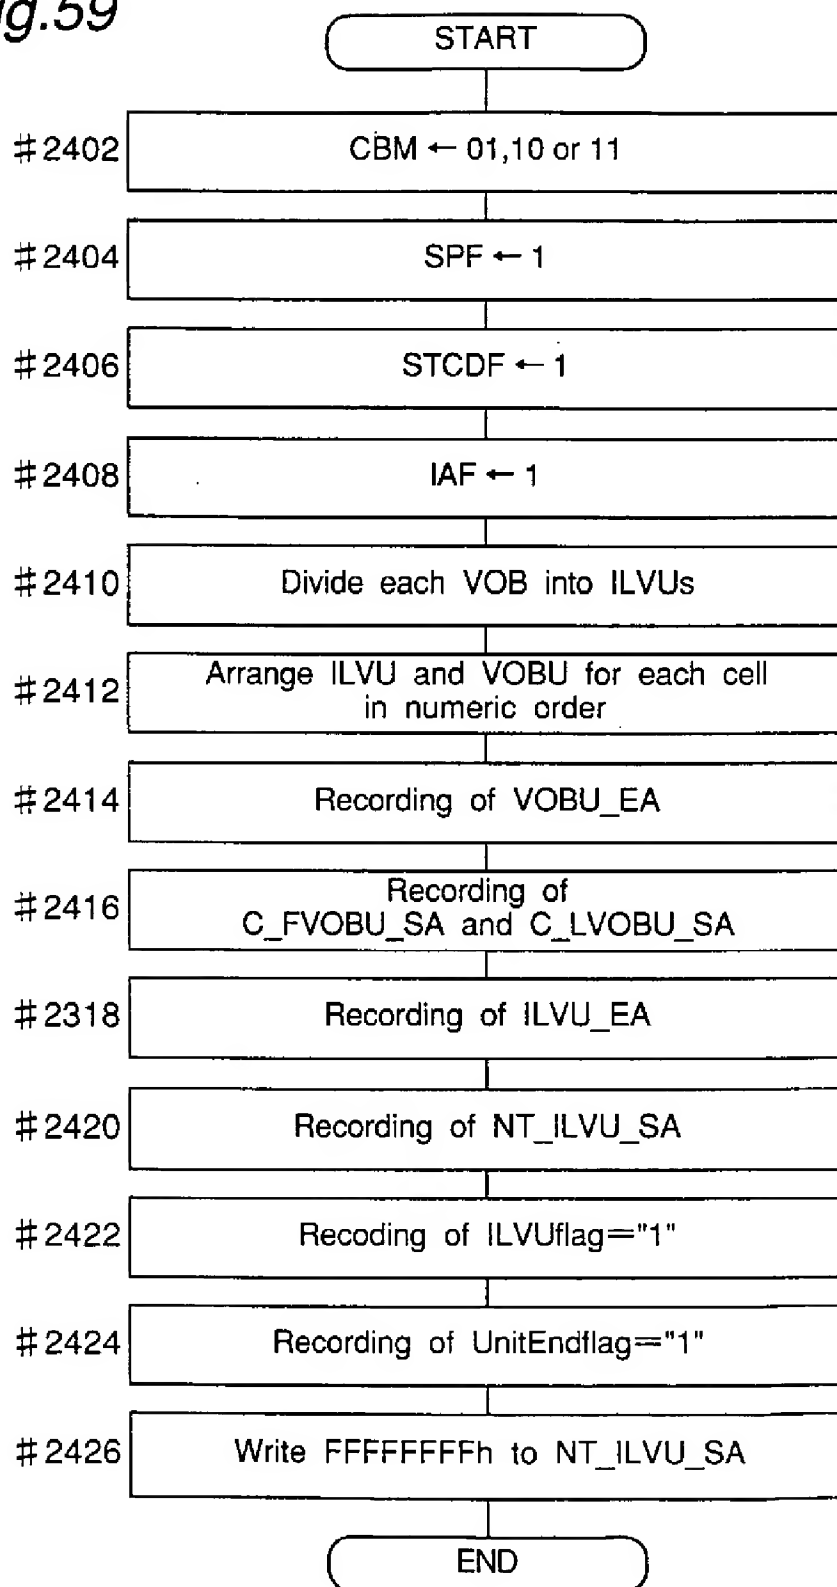 ig.59
START
#2402 CBM ← 01,10 or 11
#2404 SPF ← 1
#2406 STCDF ← 1
#2408 IAF ← 1
#2410 Divide each VOB into ILVUs
#2412 Arrange ILVU and VOBU for each cell
in numeric order
#2414 Recording of VOBU_EA
#2416 Recording of
C_FVOBU_SA and C_LVOBU_SA
#2318 Recording of ILVU_EA
#2420 Recording of NT_ILVU_SA
#2422 Recoding of ILVUflag="1"
#2424 Recording of UnitEndflag="1"
#2426 Write FFFFFFFFh to NT_ILVU_SA
END